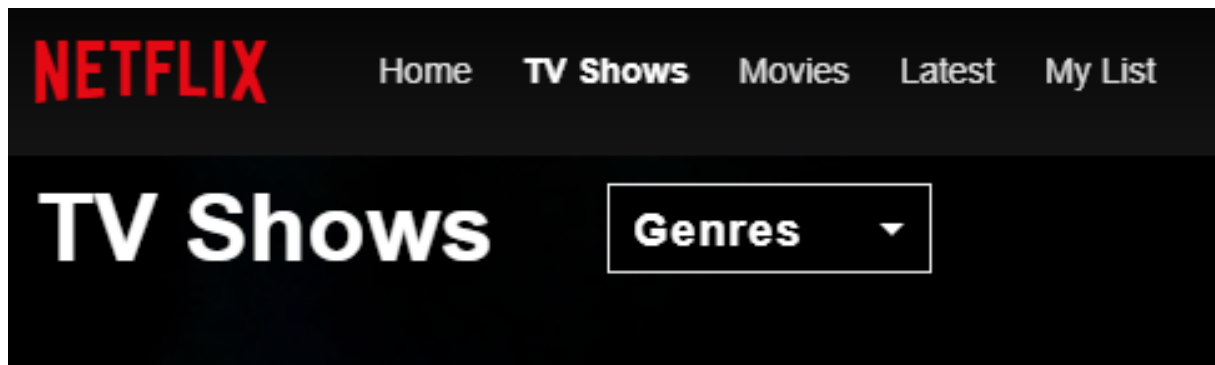 NETFLIX Home TV Shows Movies Latest My List
TV Shows Genres